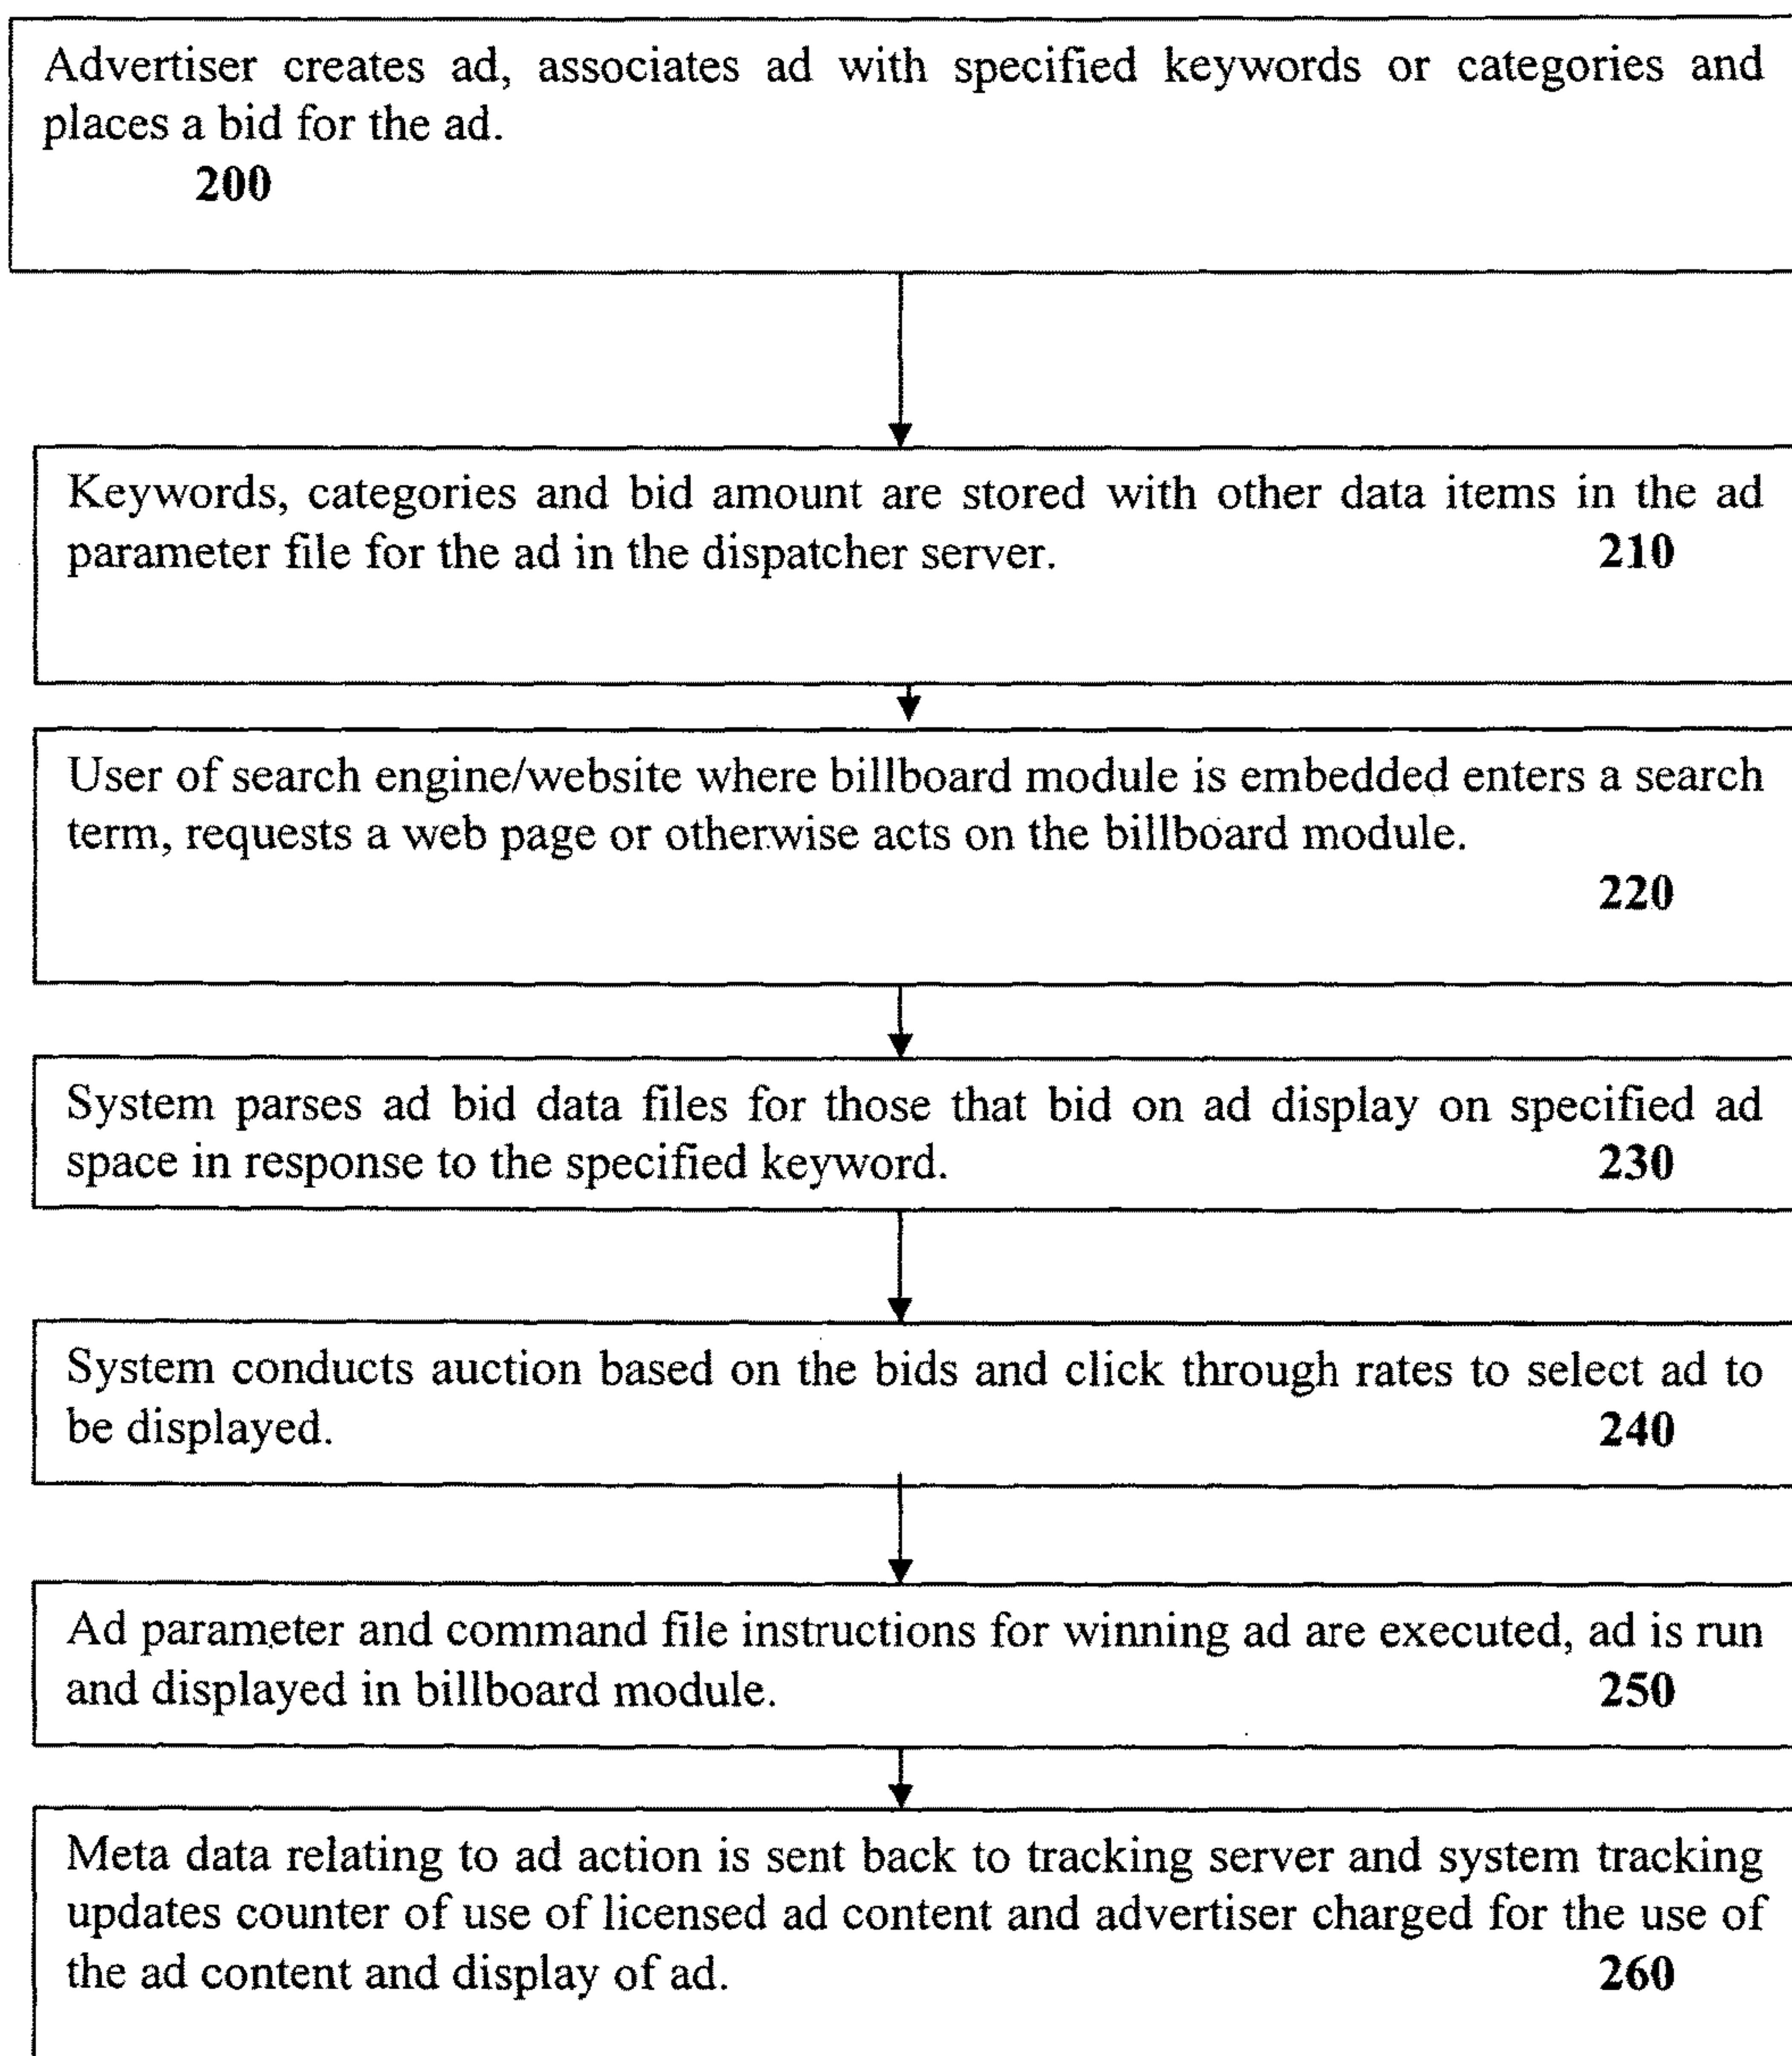 Advertiser creates ad, associates ad with specified keywords or categories and
places a bid for the ad.
200
Keywords, categories and bid amount are stored with other data items in the ad
parameter file for the ad in the dispatcher server. 210
User of search engine/website where billboard module is embedded enters a search
term, requests a web page or otherwise acts on the billboard module.
220
System parses ad bid data files for those that bid on ad display on specified ad
space in response to the specified keyword. 230
System conducts auction based on the bids and click through rates to select ad to
be displayed. 240
Ad parameter and command file instructions for winning ad are executed, ad is run
and displayed in billboard module. 250
Meta data relating to ad action is sent back to tracking server and system tracking
updates counter of use of licensed ad content and advertiser charged for the use of
the ad content and display of ad. 260